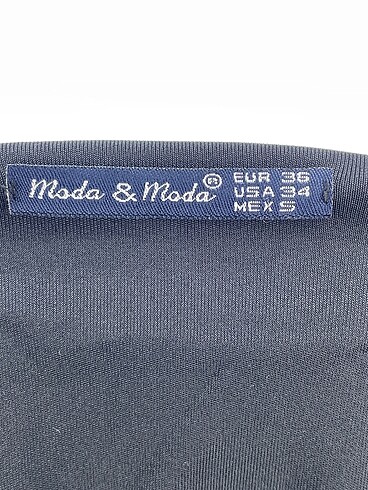 Moda & Moda®
EUR 36
USA 34
MEX S